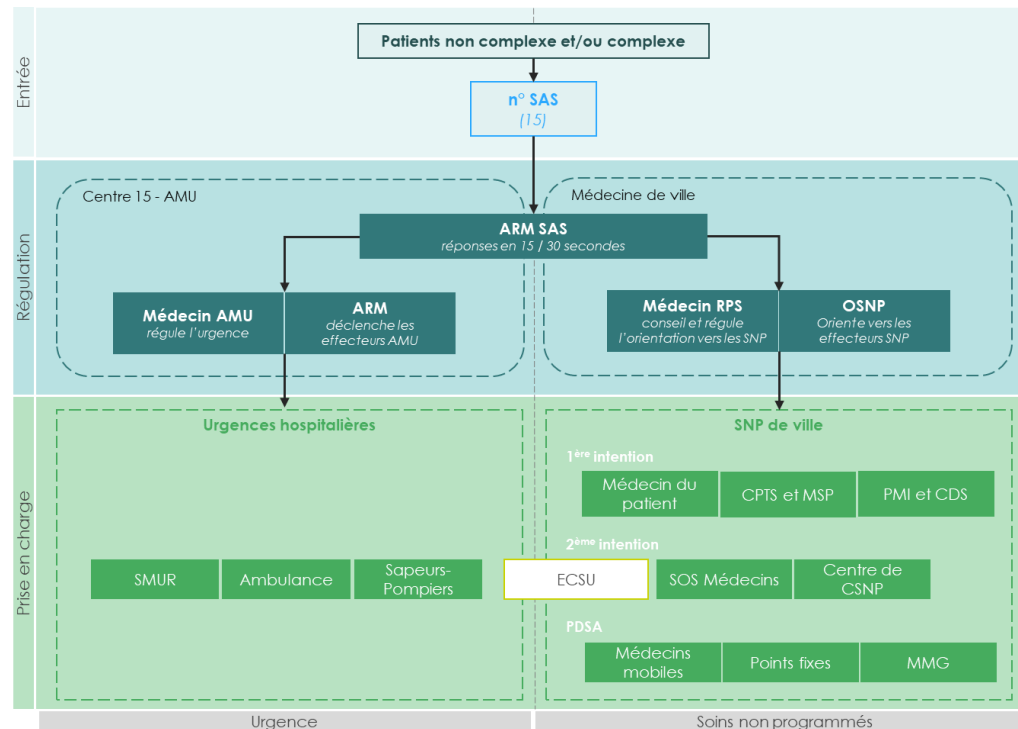 Entrée
Patients non complexe et/ou complexe
n° SAS
(15)
Régulation
Centre 15 - AMU
Médecine de ville
ARM SAS
réponses en 15 / 30 secondes
Médecin AMU
régule l'urgence
ARM
déclenche les
effecteurs AMU
Médecin RPS
conseil et régule
l'orientation vers les SNP
OSNP
Oriente vers les
effecteurs SNP
Prise en charge
Urgences hospitalières
SMUR
Ambulance
Sapeurs-
Pompiers
SNP de ville
1ère intention
Médecin du
patient
CPTS et MSP
PMI et CDS
2ème intention
ECSU
SOS Médecins
Centre de
CSNP
PDSA
Médecins
mobiles
Points fixes
MMG
Urgence
Soins non programmés